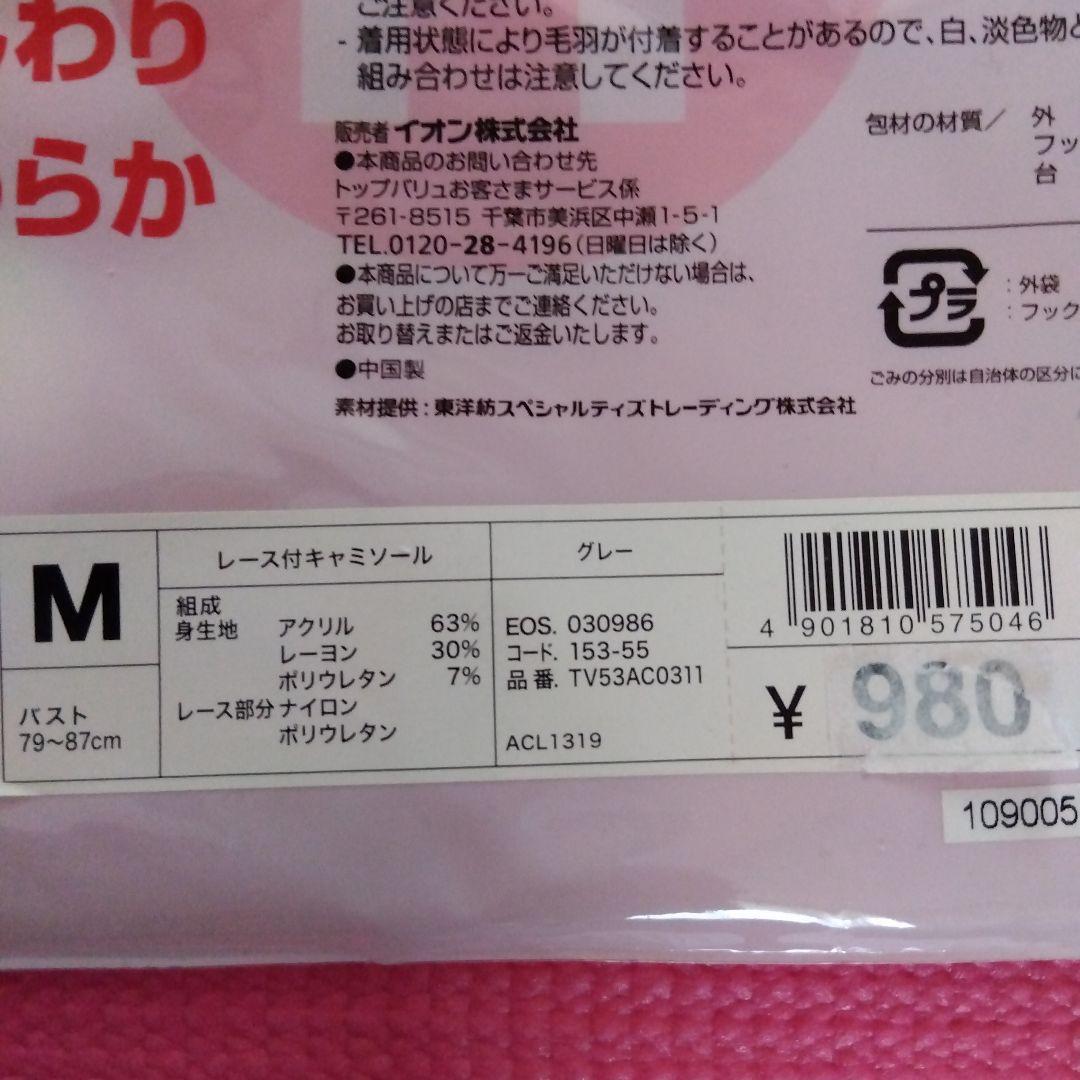 わり
らか
ご注意ください。
- 着用状態により毛羽が付着することがあるので、白、淡色物と
組み合わせは注意してください。
販売者 イオン株式会社
●本商品のお問い合わせ先
トップバリュお客さまサービス係
〒261-8515 千葉市美浜区中瀬1-5-1
TEL.0120-28-4196(日曜日は除く)
●本商品について万一ご満足いただけない場合は、
お買い上げの店までご連絡ください。
お取り替えまたはご返金いたします。
●中国製
素材提供:東洋紡スペシャルティズトレーディング株式会社
包材の材質/ 外
フッ
台
プラ
:外袋
:フック
ごみの分別は自治体の区分に
M
バスト
79~87cm
レース付キャミソール
組成
身生地 アクリル 63%
レーヨン 30%
ポリウレタン 7%
レース部分 ナイロン
ポリウレタン
グレー
EOS. 030986
コード. 153-55
品番. TV53AC0311
ACL1319
4 901810 575046
¥ 980
109005